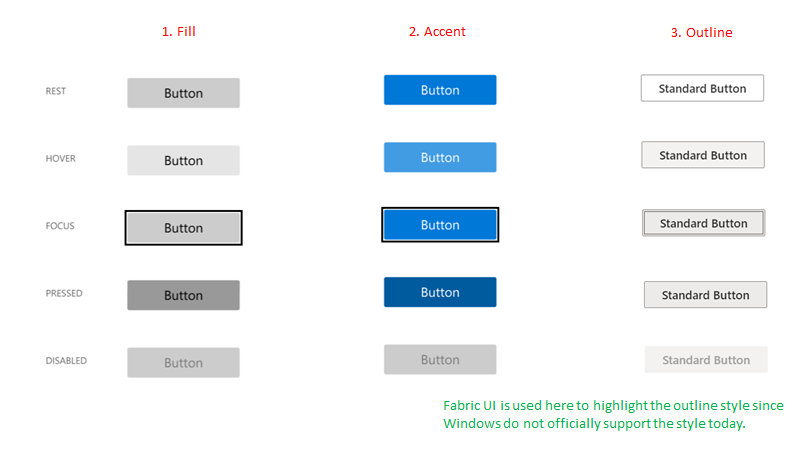 1. Fill 2. Accent 3. Outline
REST Button Button Standard Button
HOVER Button Button Standard Button
FOCUS Button Button Standard Button
PRESSED Button Button Standard Button
DISABLED Button Button Standard Button
Fabric UI is used here to highlight the outline style since
Windows do not officially support the style today.